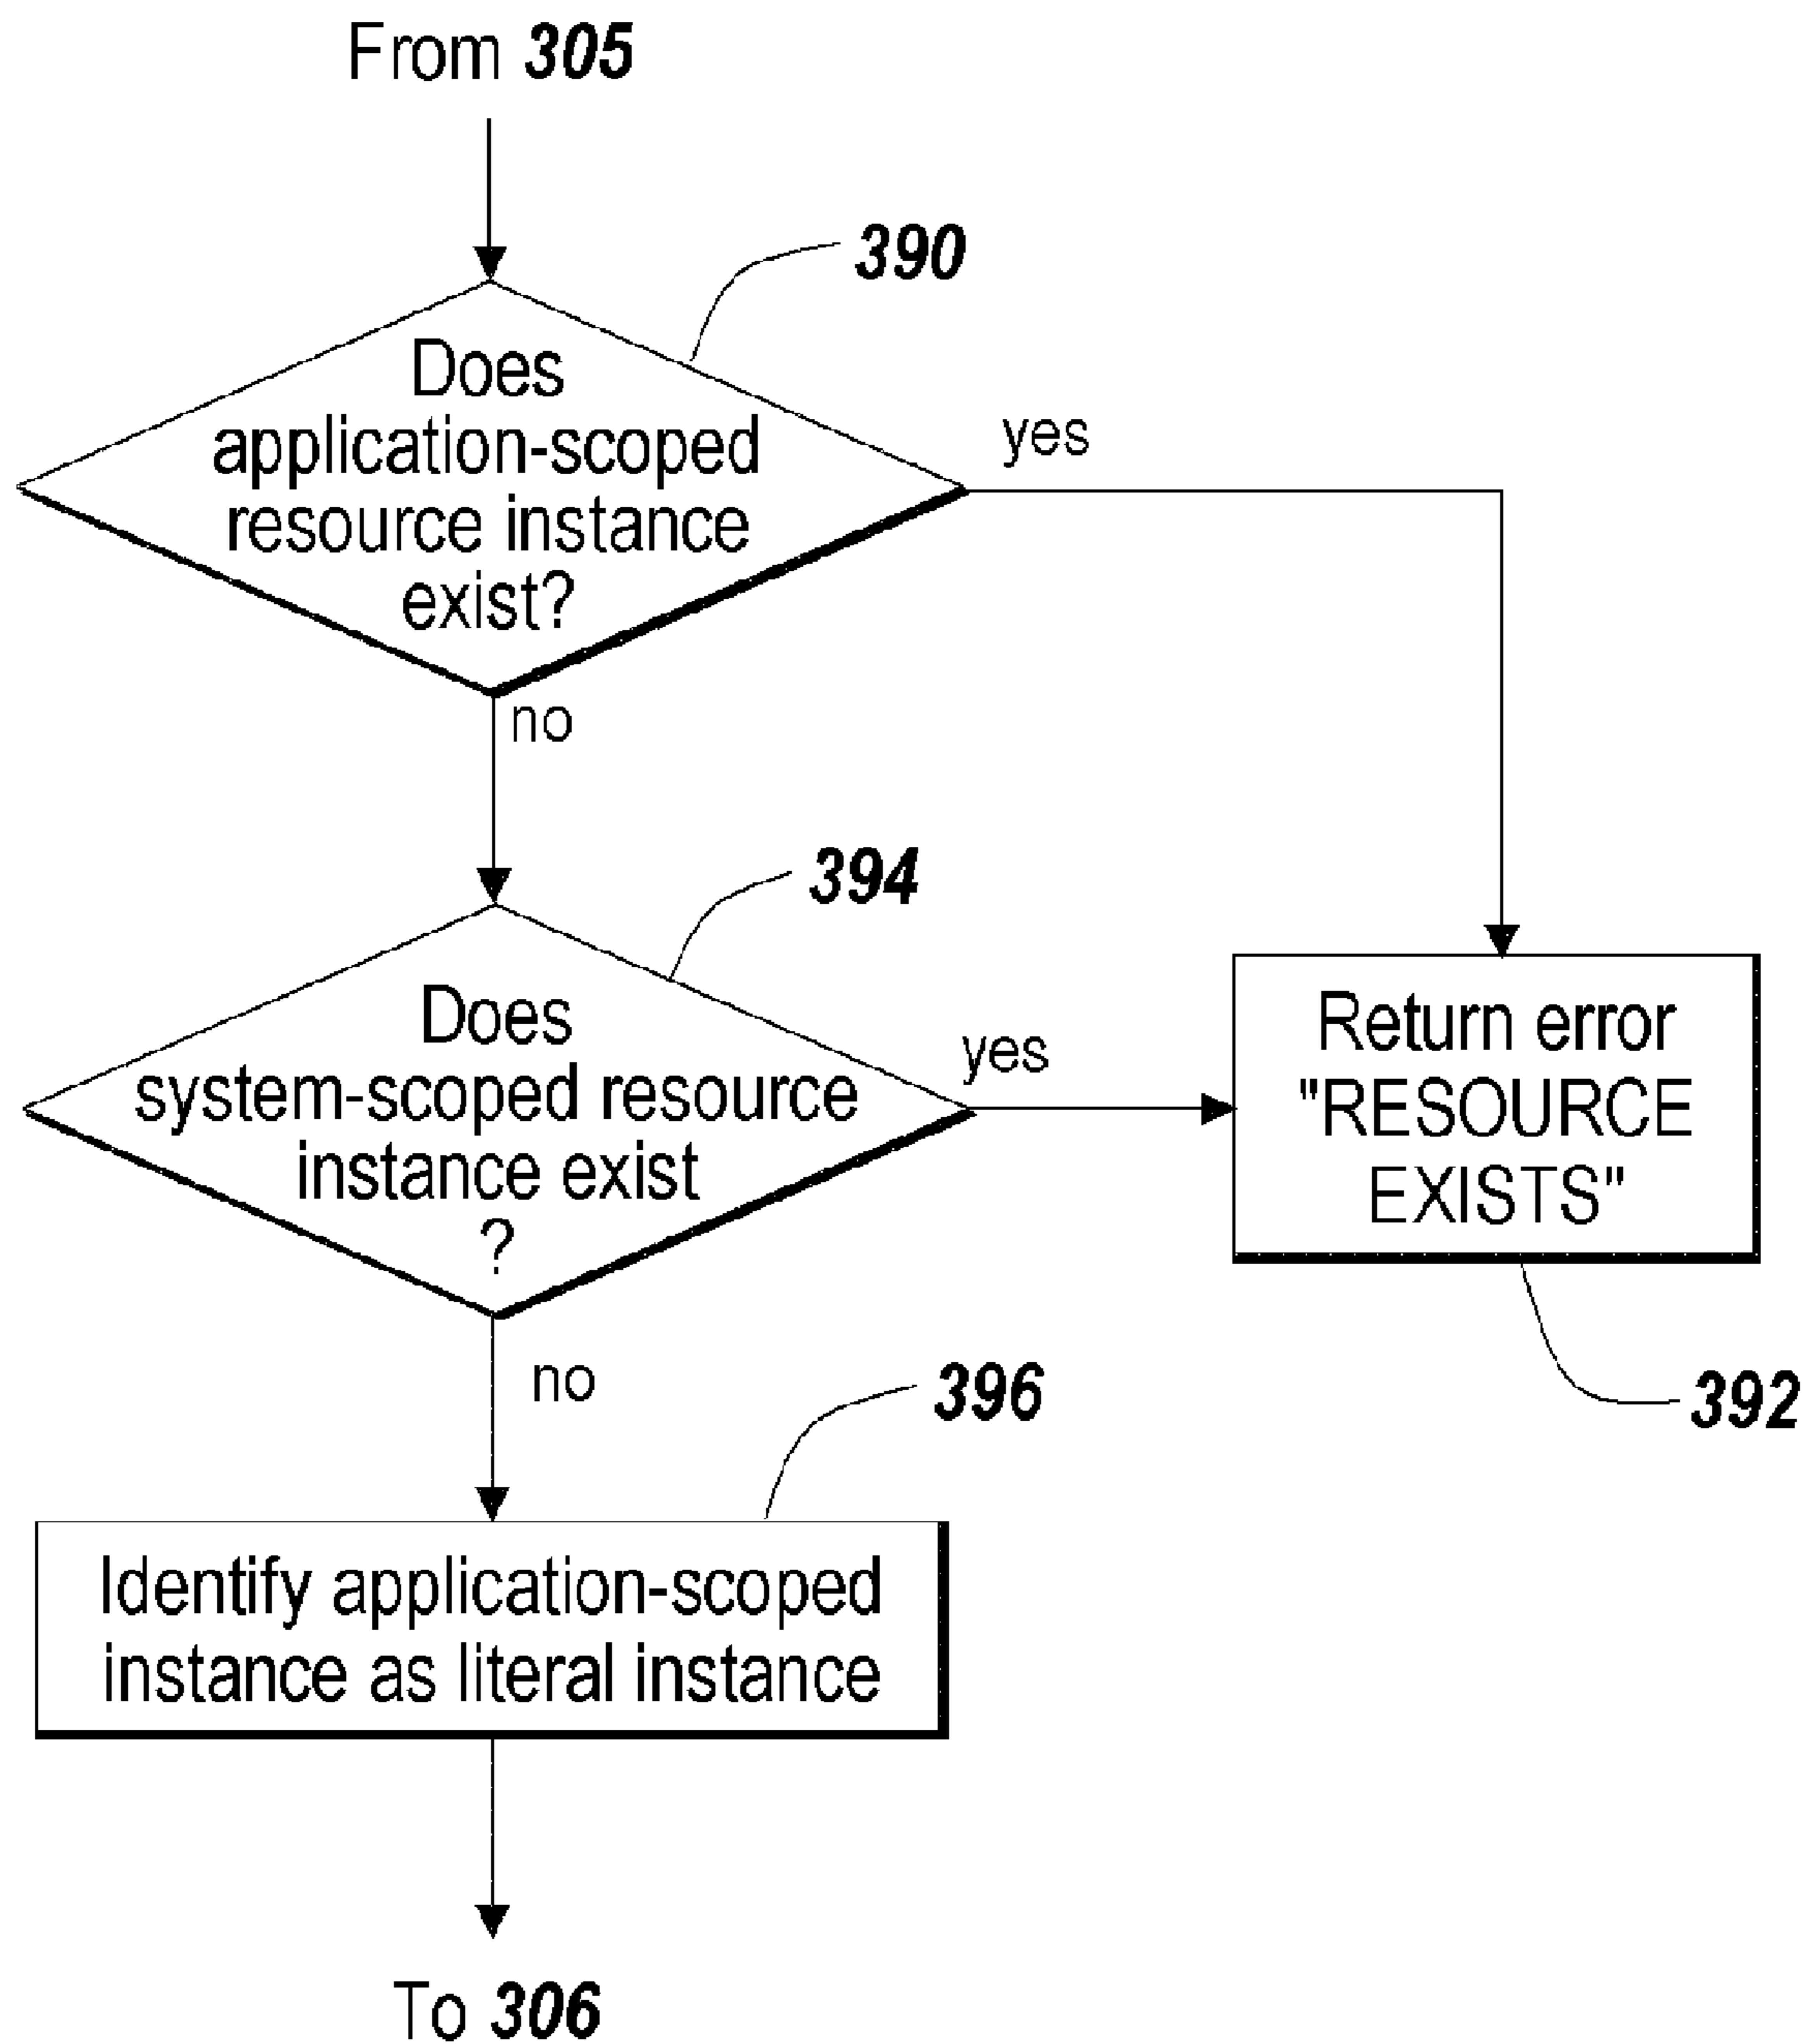 From 305
390
Does
application-scoped
resource instance
exist?
yes
no
394
Does
system-scoped resource
instance exist
?
yes
Return error
"RESOURCE
EXISTS"
392
no
396
Identify application-scoped
instance as literal instance
To 306